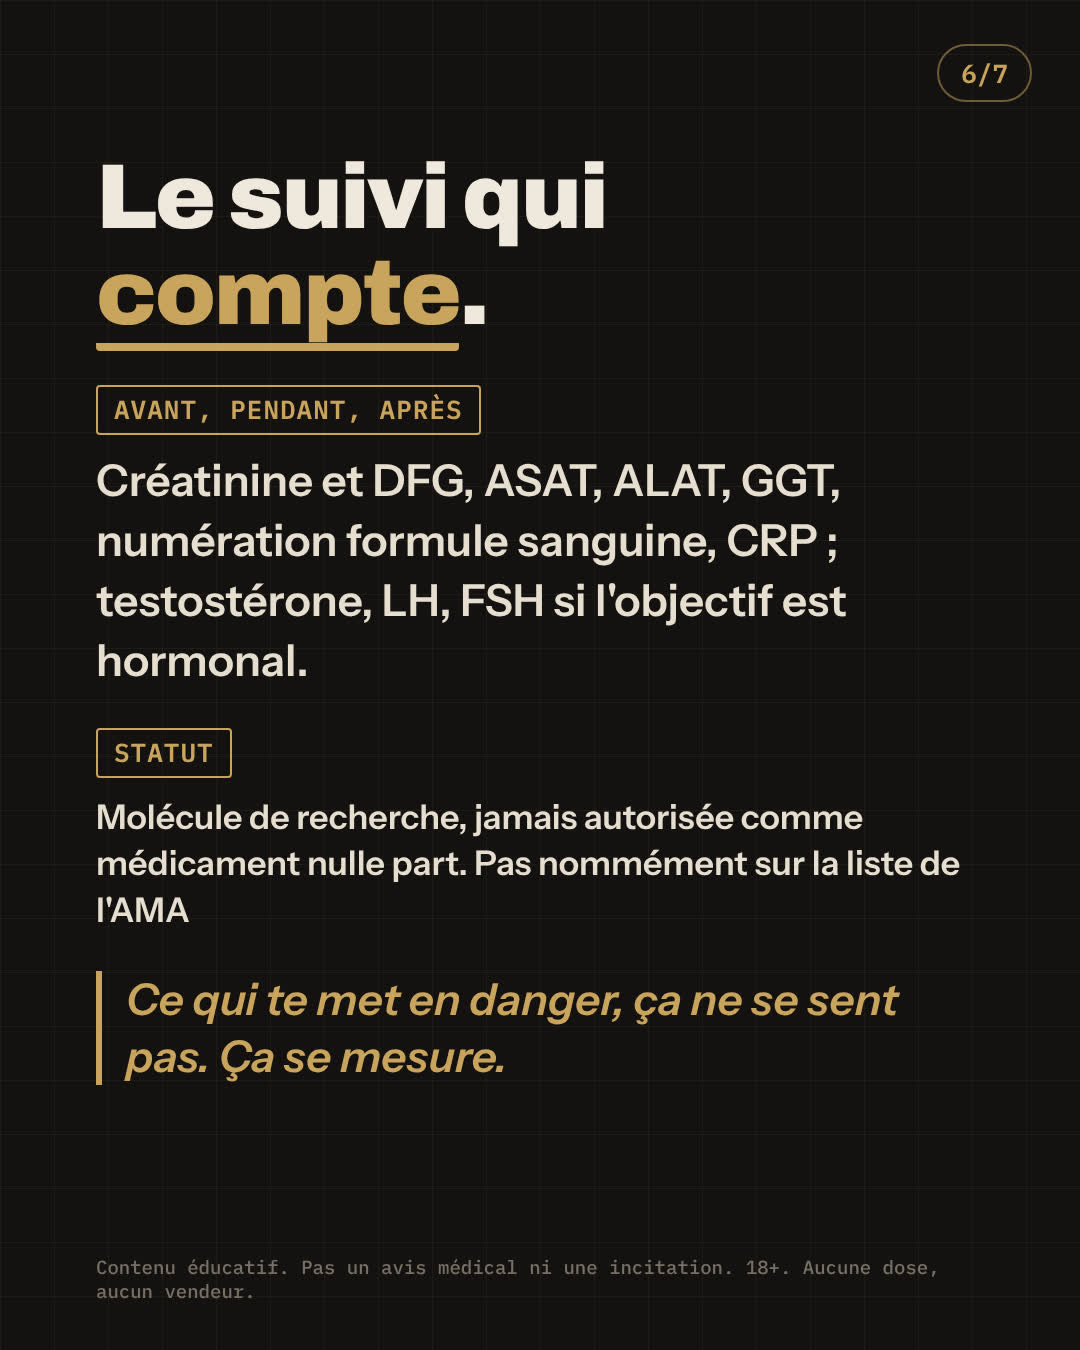 6/7
Le suivi qui
compte.
AVANT, PENDANT, APRÈS
Créatinine et DFG, ASAT, ALAT, GGT,
numération formule sanguine, CRP ;
testostérone, LH, FSH si l'objectif est
hormonal.
STATUT
Molécule de recherche, jamais autorisée comme
médicament nulle part. Pas nommément sur la liste de
l'AMA
Ce qui te met en danger, ça ne se sent
pas. Ça se mesure.
Contenu éducatif. Pas un avis médical ni une incitation. 18+. Aucune dose,
aucun vendeur.